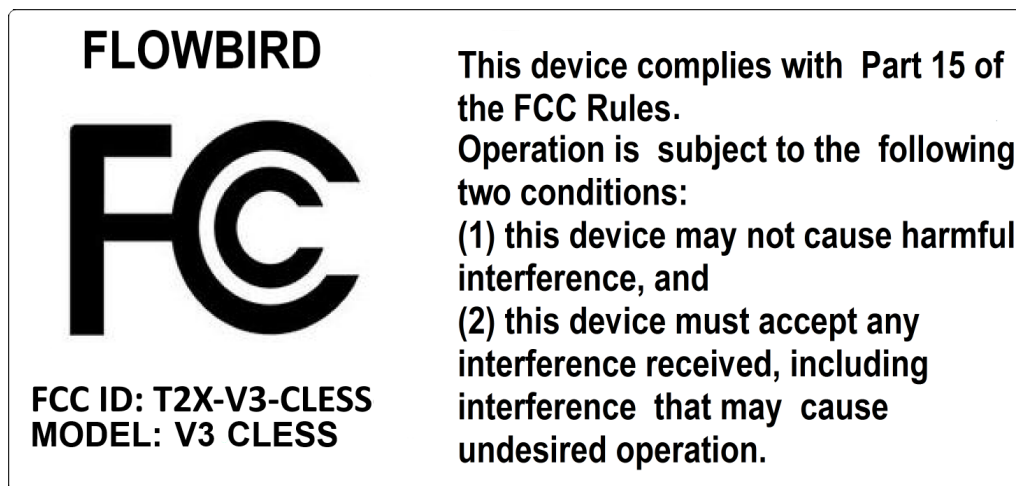 FLOWBIRD
FC
FCC ID: T2X-V3-CLESS
MODEL: V3 CLESS
This device complies with Part 15 of
the FCC Rules.
Operation is subject to the following
two conditions:
(1) this device may not cause harmful
interference, and
(2) this device must accept any
interference received, including
interference that may cause
undesired operation.